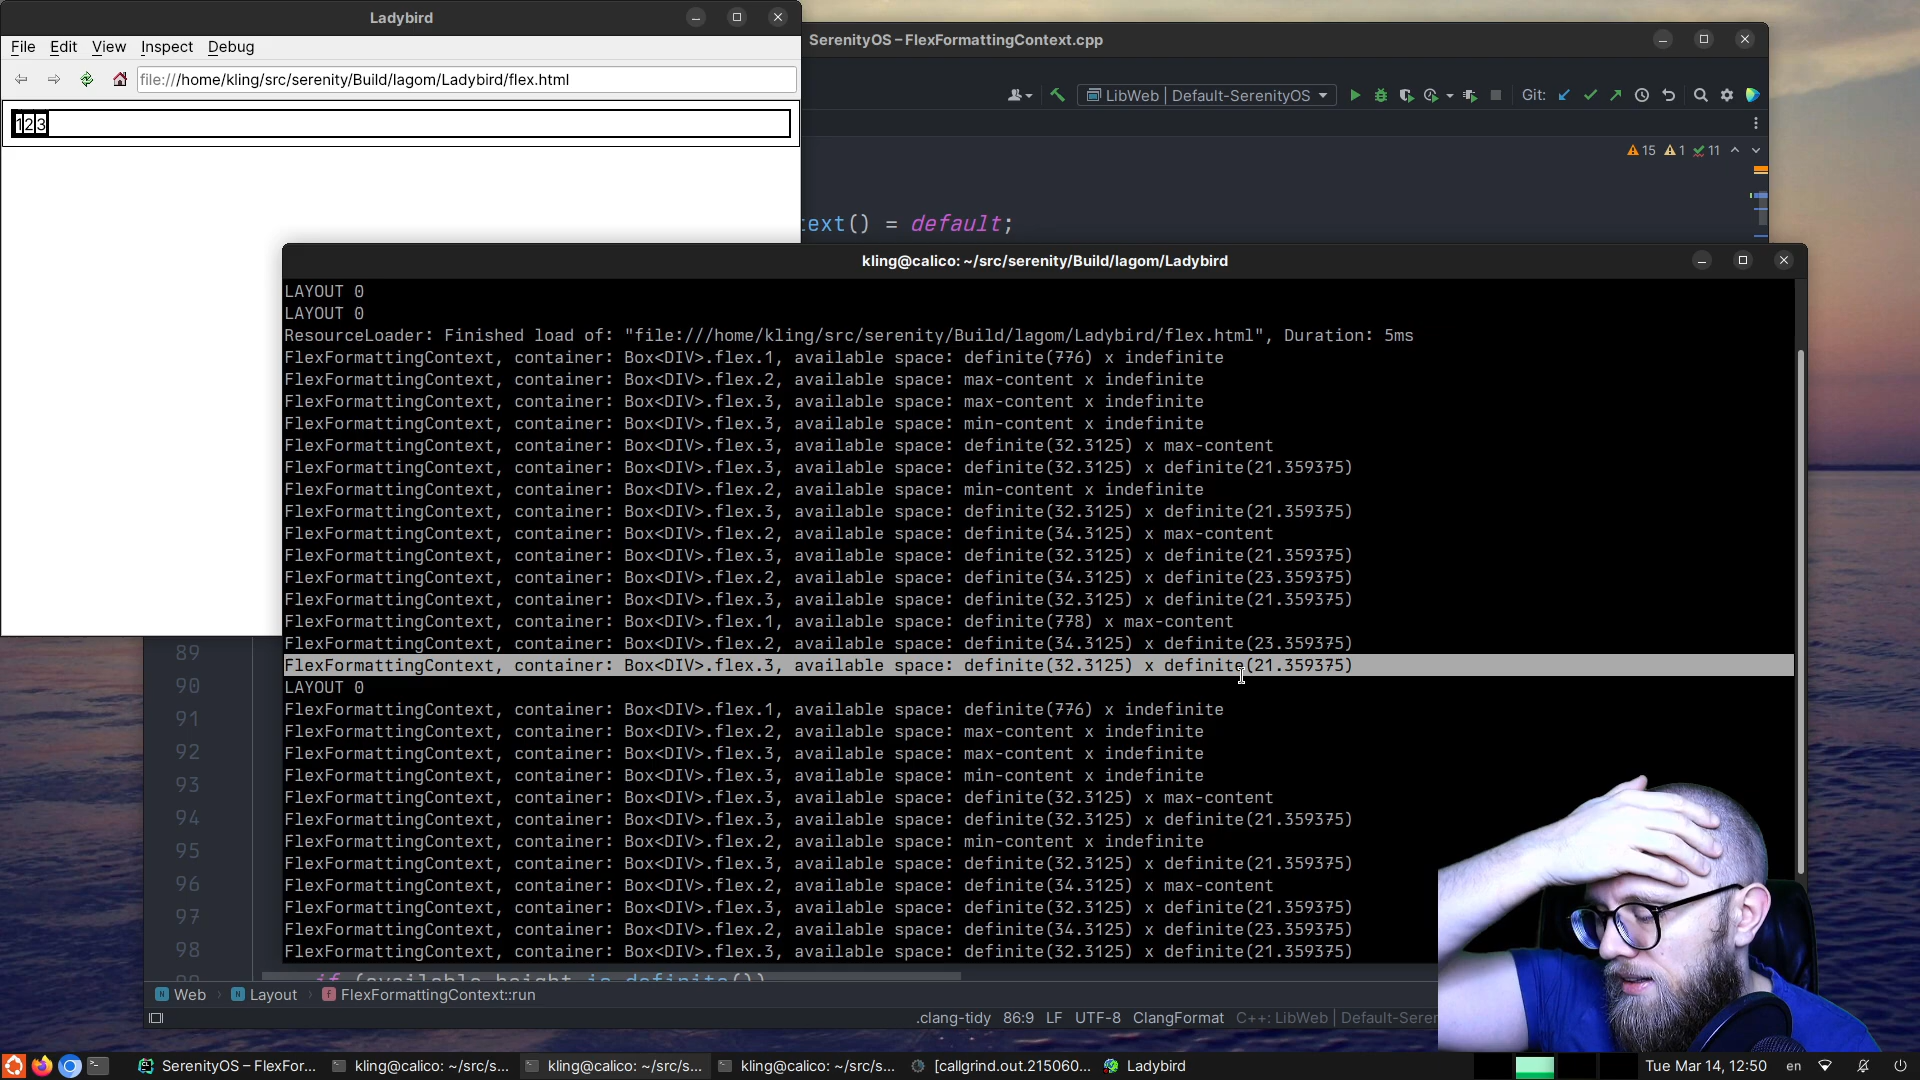 Ladybird
File Edit View Inspect Debug
file:///home/kling/src/serenity/Build/lagom/Ladybird/flex.html
123
SerenityOS – FlexFormattingContext.cpp
LibWeb | Default-SerenityOS
Git:
15 1 11
text() = default;
kling@calico: ~/src/serenity/Build/lagom/Ladybird
LAYOUT 0
LAYOUT 0
ResourceLoader: Finished load of: "file:///home/kling/src/serenity/Build/lagom/Ladybird/flex.html", Duration: 5ms
FlexFormattingContext, container: Box<DIV>.flex.1, available space: definite(776) x indefinite
FlexFormattingContext, container: Box<DIV>.flex.2, available space: max-content x indefinite
FlexFormattingContext, container: Box<DIV>.flex.3, available space: max-content x indefinite
FlexFormattingContext, container: Box<DIV>.flex.3, available space: min-content x indefinite
FlexFormattingContext, container: Box<DIV>.flex.3, available space: definite(32.3125) x max-content
FlexFormattingContext, container: Box<DIV>.flex.3, available space: definite(32.3125) x definite(21.359375)
FlexFormattingContext, container: Box<DIV>.flex.2, available space: min-content x indefinite
FlexFormattingContext, container: Box<DIV>.flex.3, available space: definite(32.3125) x definite(21.359375)
FlexFormattingContext, container: Box<DIV>.flex.2, available space: definite(34.3125) x max-content
FlexFormattingContext, container: Box<DIV>.flex.3, available space: definite(32.3125) x definite(21.359375)
FlexFormattingContext, container: Box<DIV>.flex.2, available space: definite(34.3125) x definite(23.359375)
FlexFormattingContext, container: Box<DIV>.flex.3, available space: definite(32.3125) x definite(21.359375)
FlexFormattingContext, container: Box<DIV>.flex.1, available space: definite(778) x max-content
FlexFormattingContext, container: Box<DIV>.flex.2, available space: definite(34.3125) x definite(23.359375)
FlexFormattingContext, container: Box<DIV>.flex.3, available space: definite(32.3125) x definite(21.359375)
LAYOUT 0
FlexFormattingContext, container: Box<DIV>.flex.1, available space: definite(776) x indefinite
FlexFormattingContext, container: Box<DIV>.flex.2, available space: max-content x indefinite
FlexFormattingContext, container: Box<DIV>.flex.3, available space: max-content x indefinite
FlexFormattingContext, container: Box<DIV>.flex.3, available space: min-content x indefinite
FlexFormattingContext, container: Box<DIV>.flex.3, available space: definite(32.3125) x max-content
FlexFormattingContext, container: Box<DIV>.flex.3, available space: definite(32.3125) x definite(21.359375)
FlexFormattingContext, container: Box<DIV>.flex.2, available space: min-content x indefinite
FlexFormattingContext, container: Box<DIV>.flex.3, available space: definite(32.3125) x definite(21.359375)
FlexFormattingContext, container: Box<DIV>.flex.2, available space: definite(34.3125) x max-content
FlexFormattingContext, container: Box<DIV>.flex.3, available space: definite(32.3125) x definite(21.359375)
FlexFormattingContext, container: Box<DIV>.flex.2, available space: definite(34.3125) x definite(23.359375)
FlexFormattingContext, container: Box<DIV>.flex.3, available space: definite(32.3125) x definite(21.359375)
89
90
91
92
93
94
95
96
97
98
if (available_height.is_definite())
Web Layout FlexFormattingContext::run
.clang-tidy 86:9 LF UTF-8 ClangFormat C++: LibWeb | Default-Seren
SerenityOS – FlexFor... kling@calico: ~/src/s... kling@calico: ~/src/s... kling@calico: ~/src/s... [callgrind.out.215060... Ladybird Tue Mar 14, 12:50 en